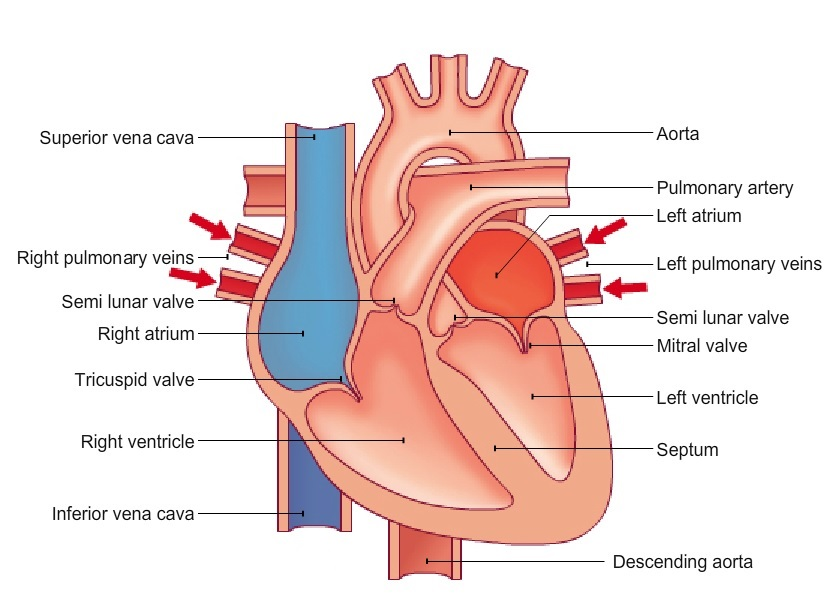 Superior vena cava
Aorta
Pulmonary artery
Left atrium
Right pulmonary veins
Left pulmonary veins
Semi lunar valve
Semi lunar valve
Right atrium
Mitral valve
Tricuspid valve
Left ventricle
Right ventricle
Septum
Inferior vena cava
Descending aorta